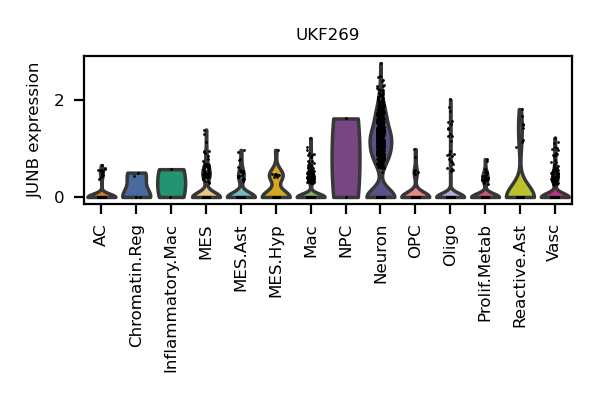 UKF269
JUNB expression
2
0
AC
Chromatin.Reg
Inflammatory.Mac
MES
MES.Ast
MES.Hyp
Mac
NPC
Neuron
OPC
Oligo
Prolif.Metab
Reactive.Ast
Vasc